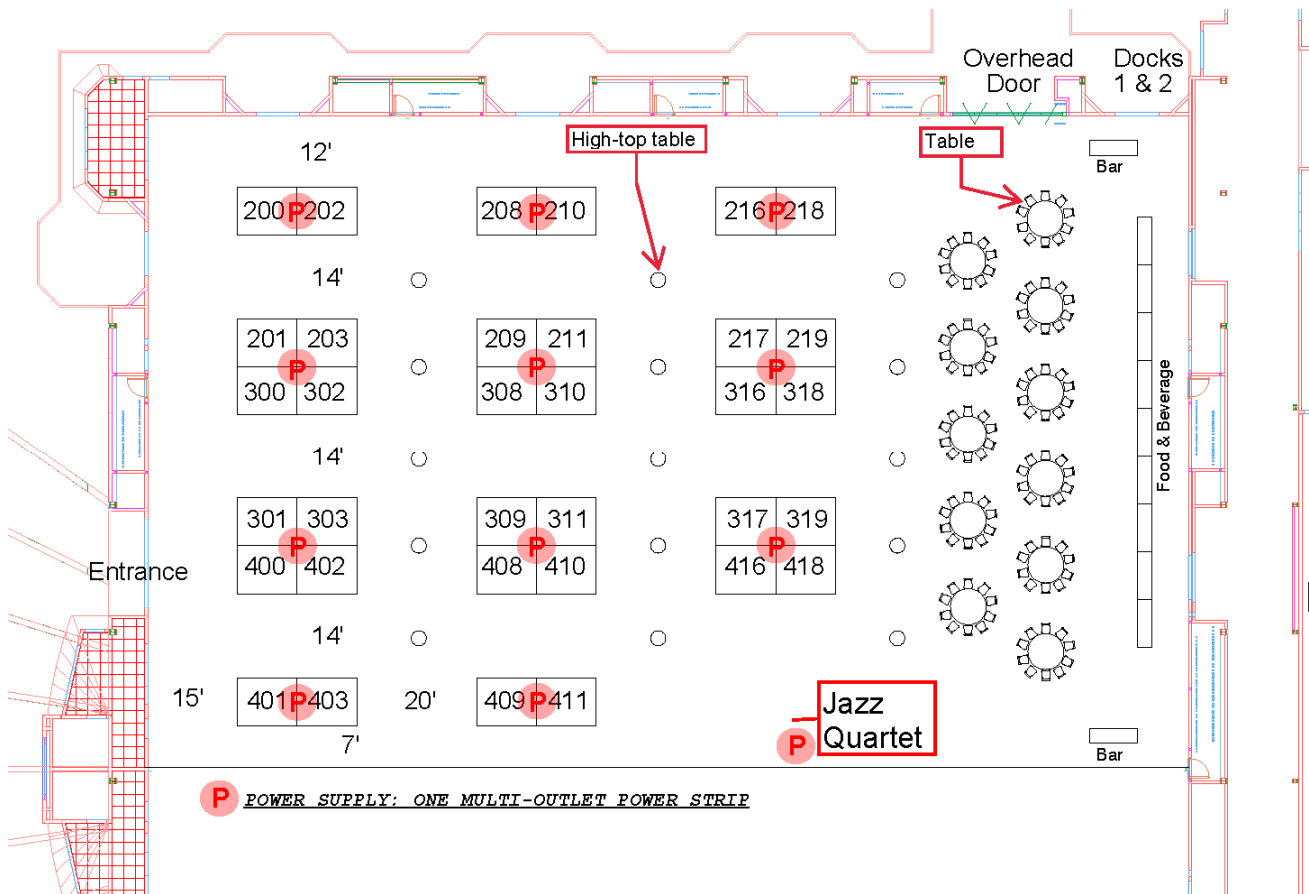 Overhead
Door
Docks
1 & 2
High-top table
Table
Bar
12'
200 P 202
208 P 210
216 P 218
14'
201 203
209 211
217 219
P
P
P
300 302
308 310
316 318
Food & Beverage
14'
301 303
309 311
317 319
P
P
P
400 402
408 410
416 418
Entrance
14'
15'
401 P 403
20'
409 P 411
7'
Jazz
Quartet
P
Bar
P POWER SUPPLY: ONE MULTI-OUTLET POWER STRIP